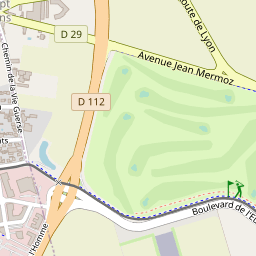 Route de Lyon
D 29
Avenue Jean Mermoz
D 112
Chemin de la Vie Guerse
Boulevard de l'E
l'Homme